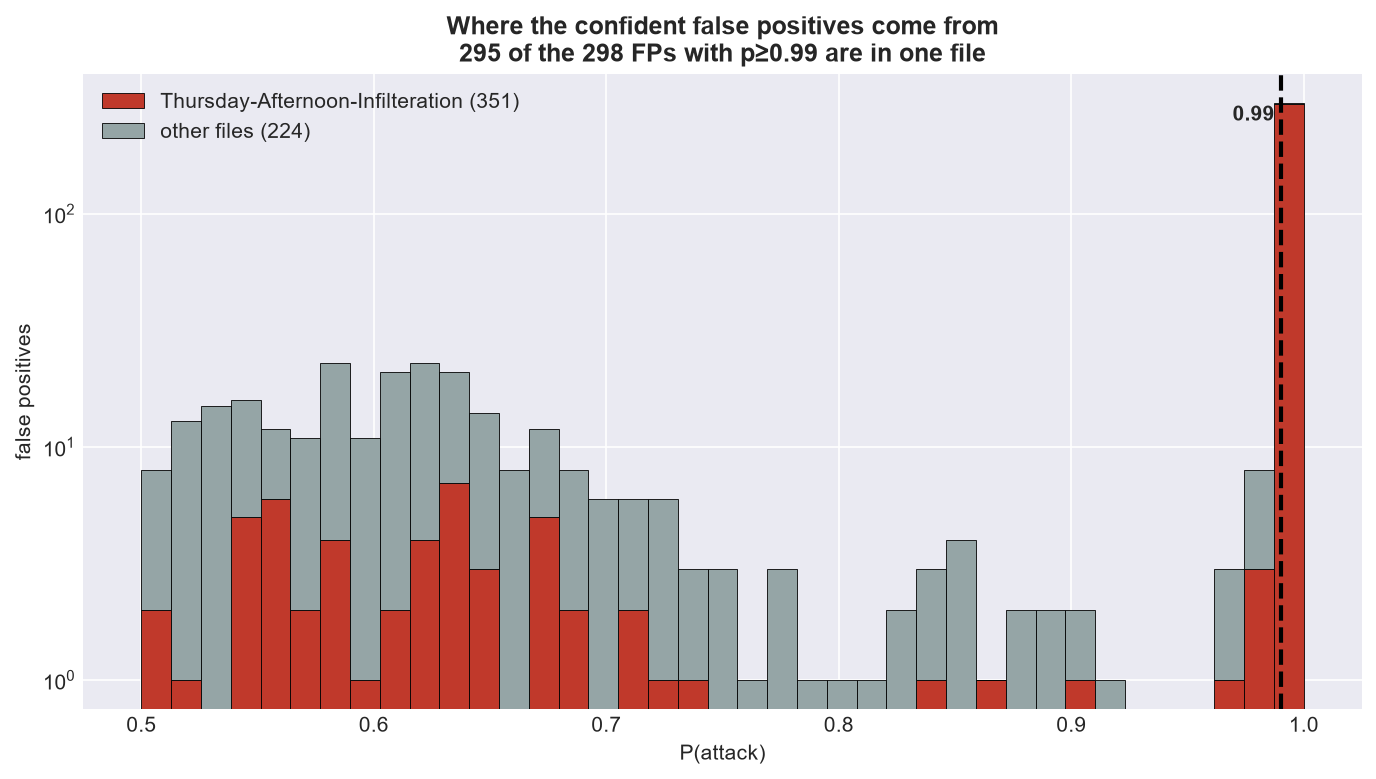 Where the confident false positives come from
295 of the 298 FPs with p≥0.99 are in one file
Thursday-Afternoon-Infilteration (351)
other files (224)
0.99
10²
10¹
10⁰
false positives
0.5 0.6 0.7 0.8 0.9 1.0
P(attack)